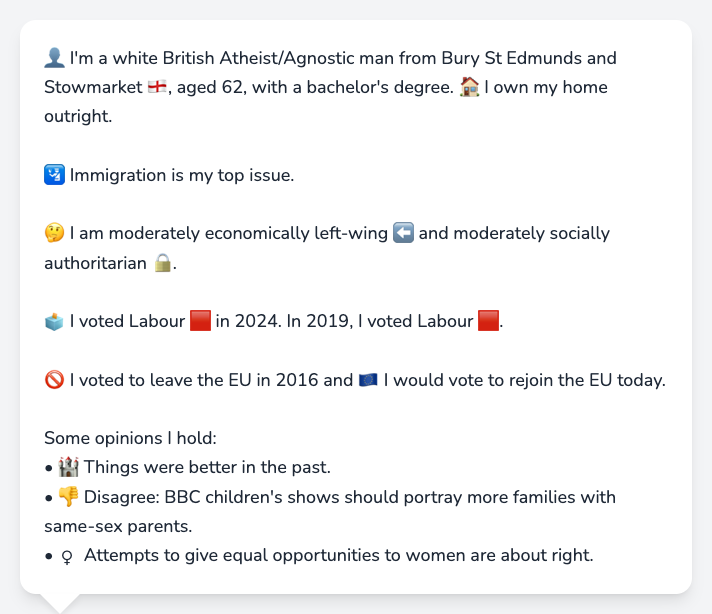 👤 I'm a white British Atheist/Agnostic man from Bury St Edmunds and
Stowmarket 🏴󠁧󠁢󠁥󠁮󠁧󠁿, aged 62, with a bachelor's degree. 🏠 I own my home
outright.
🛂 Immigration is my top issue.
🤔 I am moderately economically left-wing ⬅️ and moderately socially
authoritarian 🔒.
🗳️ I voted Labour 🟥 in 2024. In 2019, I voted Labour 🟥.
🚫 I voted to leave the EU in 2016 and 🇪🇺 I would vote to rejoin the EU today.
Some opinions I hold:
• 🏰 Things were better in the past.
• 👎 Disagree: BBC children's shows should portray more families with
same-sex parents.
• ♀ Attempts to give equal opportunities to women are about right.